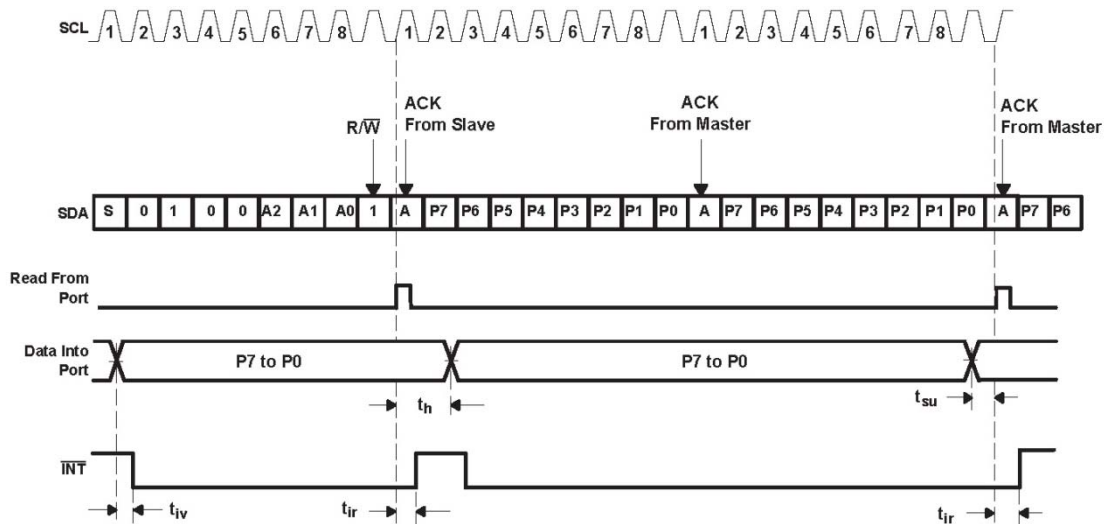 SCL 1 2 3 4 5 6 7 8 1 2 3 4 5 6 7 8 1 2 3 4 5 6 7 8
ACK
From Slave
ACK
From Master
ACK
From Master
R/W̅
SDA S 0 1 0 0 A2 A1 A0 1 A P7 P6 P5 P4 P3 P2 P1 P0 A P7 P6 P5 P4 P3 P2 P1 P0 A P7 P6
Read From
Port
Data Into
Port
P7 to P0 P7 to P0
th tsu
I̅N̅T̅
tiv tir tir